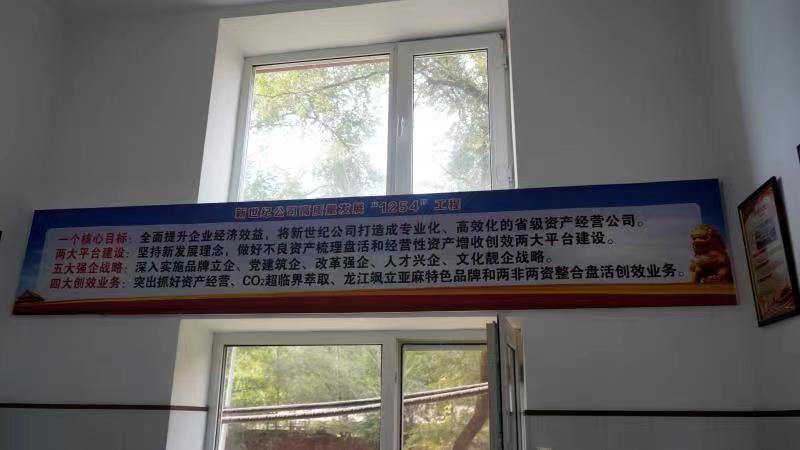 新世纪公司高质量发展“1254”工程
一个核心目标：全面提升企业经济效益，将新世纪公司打造成专业化、高效化的省级资产经营公司。
两大平台建设：坚持新发展理念，做好不良资产梳理盘活和经营性资产增收创效两大平台建设。
五大强企战略：深入实施品牌立企、党建筑企、改革强企、人才兴企、文化靓企战略。
四大创效业务：突出抓好资产经营、CO₂超临界萃取、龙江飒立亚麻特色品牌和两非两资整合盘活创效业务。